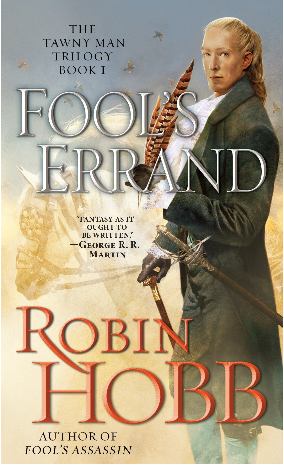 THE
TAWNY MAN
TRILOGY
BOOK I
FOOL'S
ERRAND
"FANTASY AS IT
OUGHT TO
BE WRITTEN."
—GEORGE R. R.
MARTIN
ROBIN
HOBB
AUTHOR OF
FOOL'S ASSASSIN